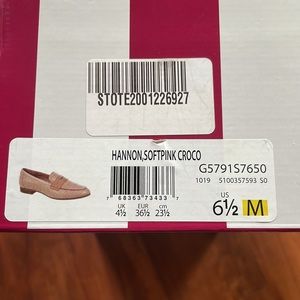 STOTE2001226927
HANNON,SOFTPINK CROCO
G5791S7650
1019 5100357593 S0
7 68363 73433 7
UK EUR cm US
4½ 36½ 23½ 6½ M